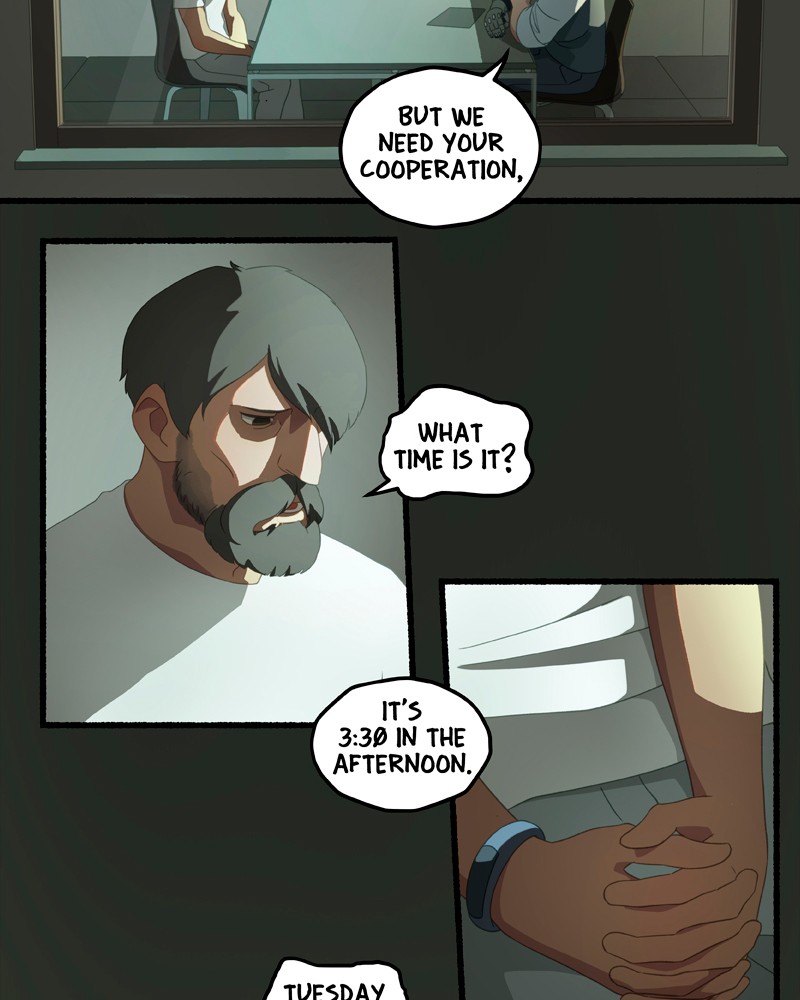 BUT WE
NEED YOUR
COOPERATION,
WHAT
TIME IS IT?
IT'S
3:30 IN THE
AFTERNOON.
TUESDAY